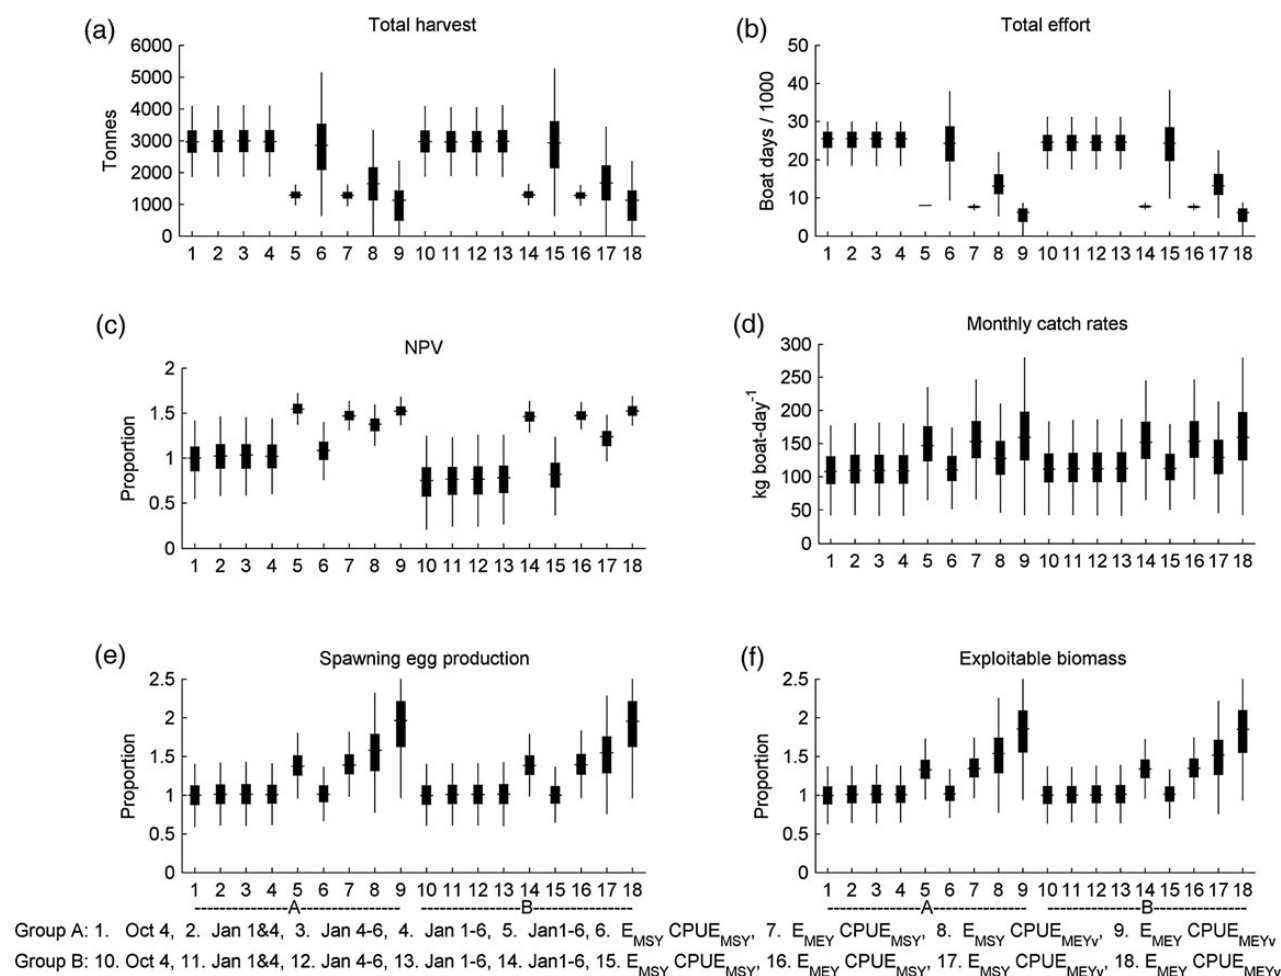 (a) Total harvest
Tonnes
6000
5000
4000
3000
2000
1000
0
1 2 3 4 5 6 7 8 9 10 11 12 13 14 15 16 17 18
(b) Total effort
Boat days / 1000
50
40
30
20
10
0
1 2 3 4 5 6 7 8 9 10 11 12 13 14 15 16 17 18
(c) NPV
Proportion
2
1.5
1
0.5
0
1 2 3 4 5 6 7 8 9 10 11 12 13 14 15 16 17 18
(d) Monthly catch rates
kg boat-day-1
300
250
200
150
100
50
0
1 2 3 4 5 6 7 8 9 10 11 12 13 14 15 16 17 18
(e) Spawning egg production
Proportion
2.5
2
1.5
1
0.5
0
1 2 3 4 5 6 7 8 9 10 11 12 13 14 15 16 17 18
A B
(f) Exploitable biomass
Proportion
2.5
2
1.5
1
0.5
0
1 2 3 4 5 6 7 8 9 10 11 12 13 14 15 16 17 18
A B
Group A: 1. Oct 4, 2. Jan 1&4, 3. Jan 4-6, 4. Jan 1-6, 5. Jan1-6, 6. EMSY CPUEMSY, 7. EMEY CPUEMSY, 8. EMSY CPUEMEYv, 9. EMEY CPUEMEYv
Group B: 10. Oct 4, 11. Jan 1&4, 12. Jan 4-6, 13. Jan 1-6, 14. Jan1-6, 15. EMSY CPUEMSY, 16. EMEY CPUEMSY, 17. EMSY CPUEMEYv, 18. EMEY CPUEMEYv